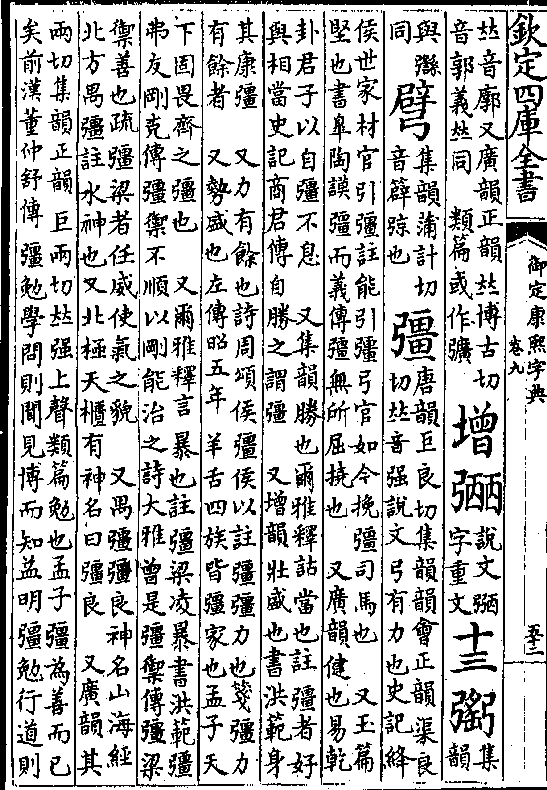 欽定四庫全書
御定康熙字典
卷九
五十二
𠀤音廓又廣韻正韻𠀤博古切
音郭義𠀤同　類篇或作彍
增
說文弼
字重文
十三
集
韻
與
同
集韻蒲計切
音薜弶也
彊
唐韻巨良切集韻韻會正韻渠良
切𠀤音强說文弓有力也史記絳
侯世家材官引彊註能引彊弓官如今挽彊司馬也　又玉篇
堅也書臯陶謨彊而義傳彊無所屈撓也　又廣韻健也易乾
卦君子以自彊不息　又集韻勝也爾雅釋詁當也註彊者好
與相當史記商君傳自勝之謂彊　又增韻壯盛也書洪範身
其康彊　又力有餘也詩周頌侯彊侯以註彊彊力也箋彊力
有餘者　又勢盛也左傳昭五年　羊舌四族皆彊家也孟子天
下固畏齊之彊也　又爾雅釋言暴也註彊梁凌暴書洪範彊
弗友剛克傳彊禦不順以剛能治之詩大雅曾是彊禦傳彊梁
禦善也疏彊梁者任威使氣之貌　又禺彊彊良神名山海經
北方禺彊註水神也又北極天櫃有神名曰彊良　又廣韻其
兩切集韻正韻巨兩切𠀤强上聲類篇勉也孟子彊為善而已
矣前漢董仲舒傳彊勉學問則聞見博而知益明彊勉行道則